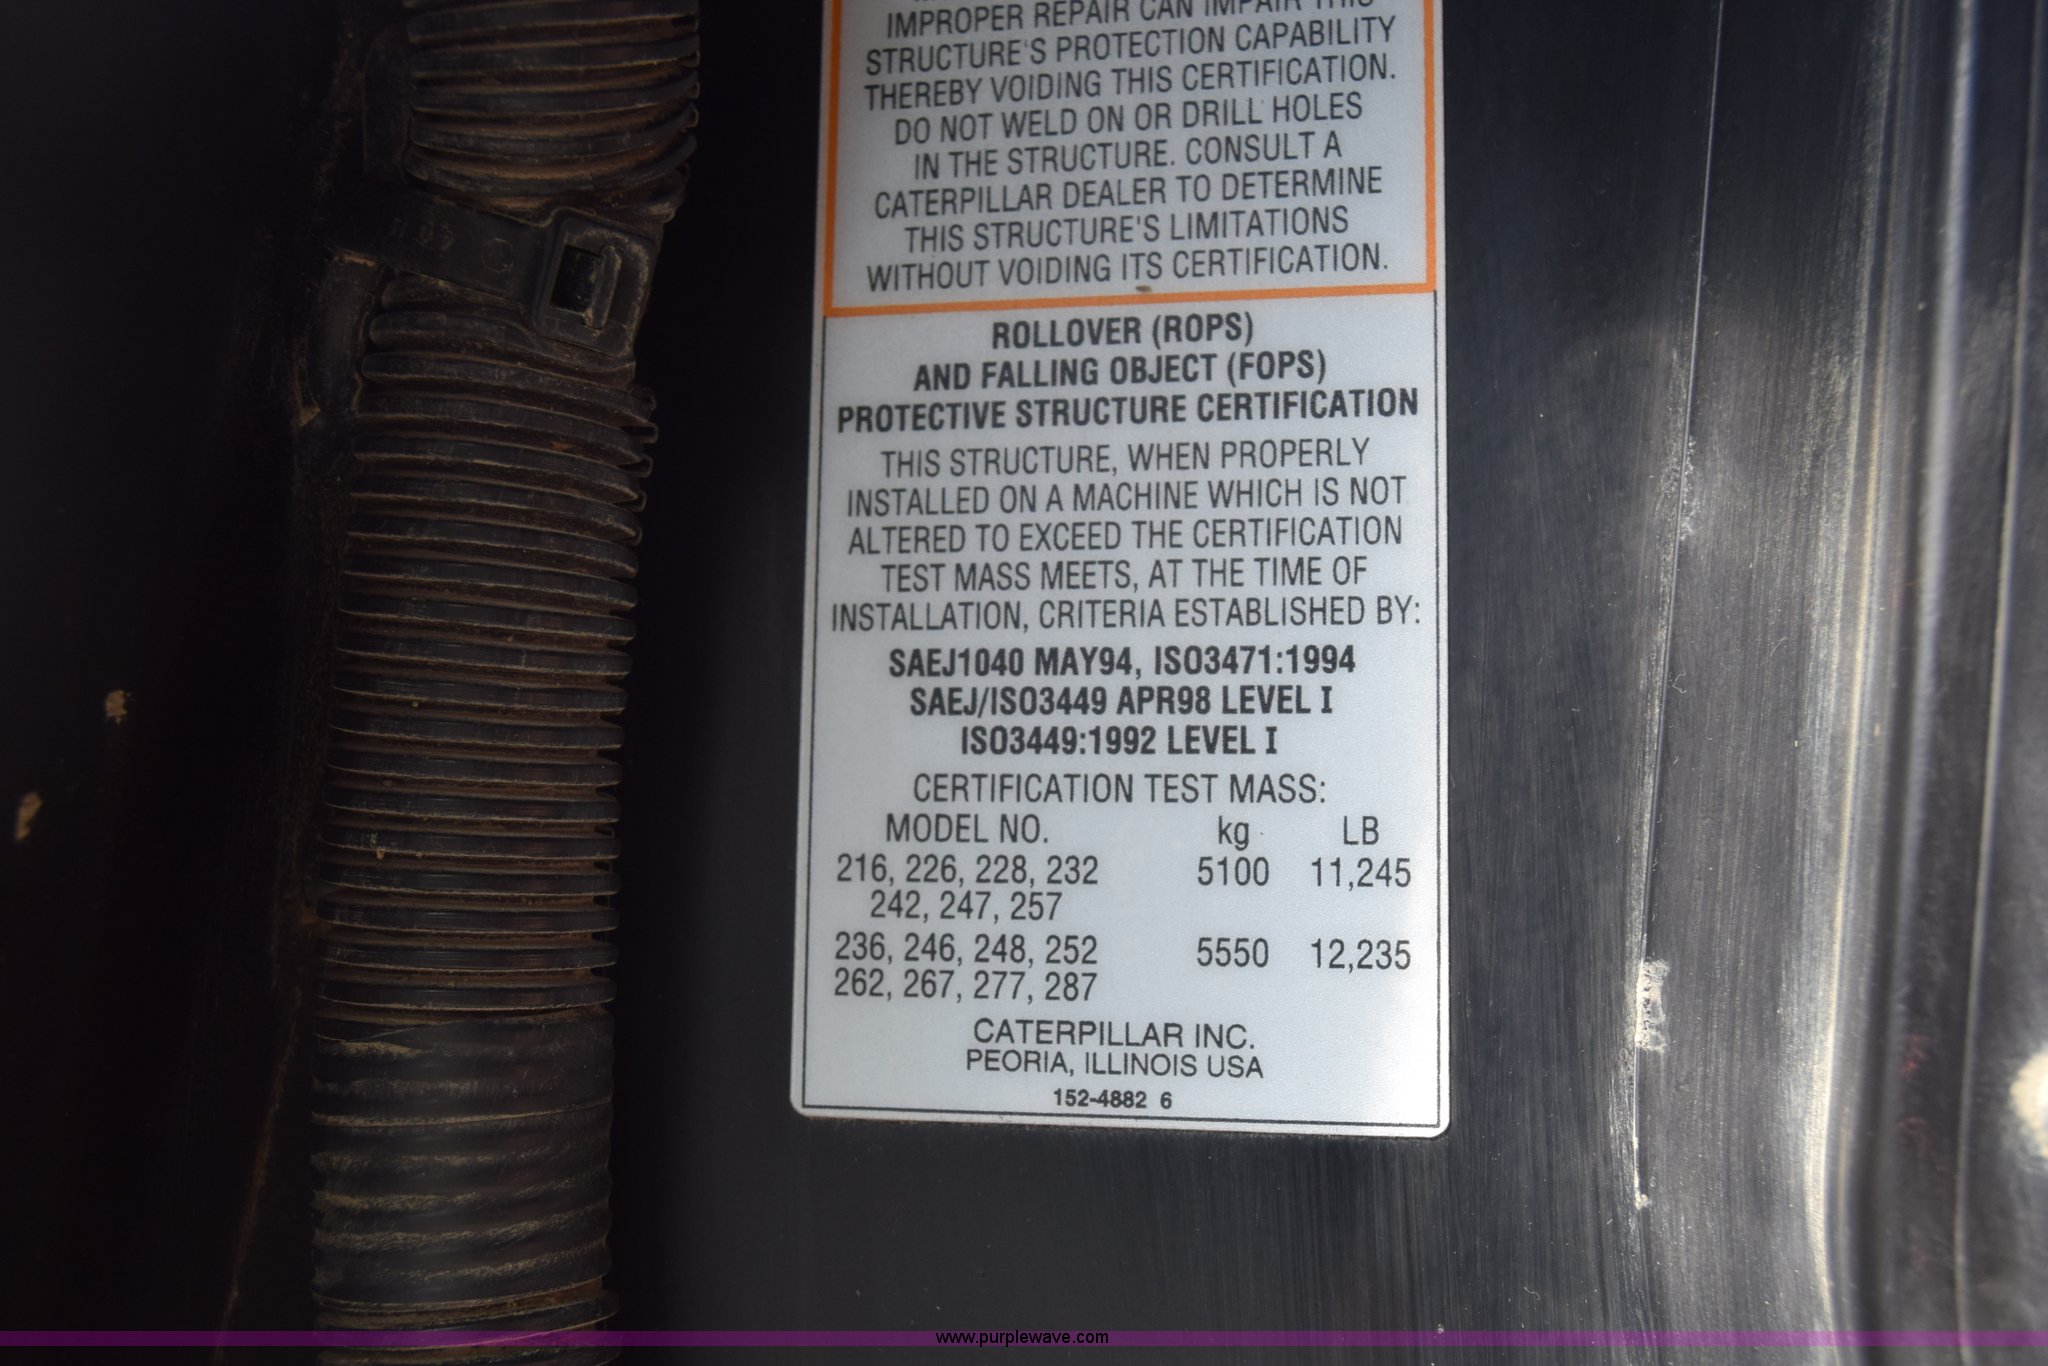 IMPROPER REPAIR CAN IMPAIR THIS
STRUCTURE'S PROTECTION CAPABILITY
THEREBY VOIDING THIS CERTIFICATION.
DO NOT WELD ON OR DRILL HOLES
IN THE STRUCTURE. CONSULT A
CATERPILLAR DEALER TO DETERMINE
THIS STRUCTURE'S LIMITATIONS
WITHOUT VOIDING ITS CERTIFICATION.
ROLLOVER (ROPS)
AND FALLING OBJECT (FOPS)
PROTECTIVE STRUCTURE CERTIFICATION
THIS STRUCTURE, WHEN PROPERLY
INSTALLED ON A MACHINE WHICH IS NOT
ALTERED TO EXCEED THE CERTIFICATION
TEST MASS MEETS, AT THE TIME OF
INSTALLATION, CRITERIA ESTABLISHED BY:
SAEJ1040 MAY94, ISO3471:1994
SAEJ/ISO3449 APR98 LEVEL I
ISO3449:1992 LEVEL I
CERTIFICATION TEST MASS:
MODEL NO. kg LB
216, 226, 228, 232 5100 11,245
242, 247, 257
236, 246, 248, 252 5550 12,235
262, 267, 277, 287
CATERPILLAR INC.
PEORIA, ILLINOIS USA
152-4882 6
www.purplewave.com